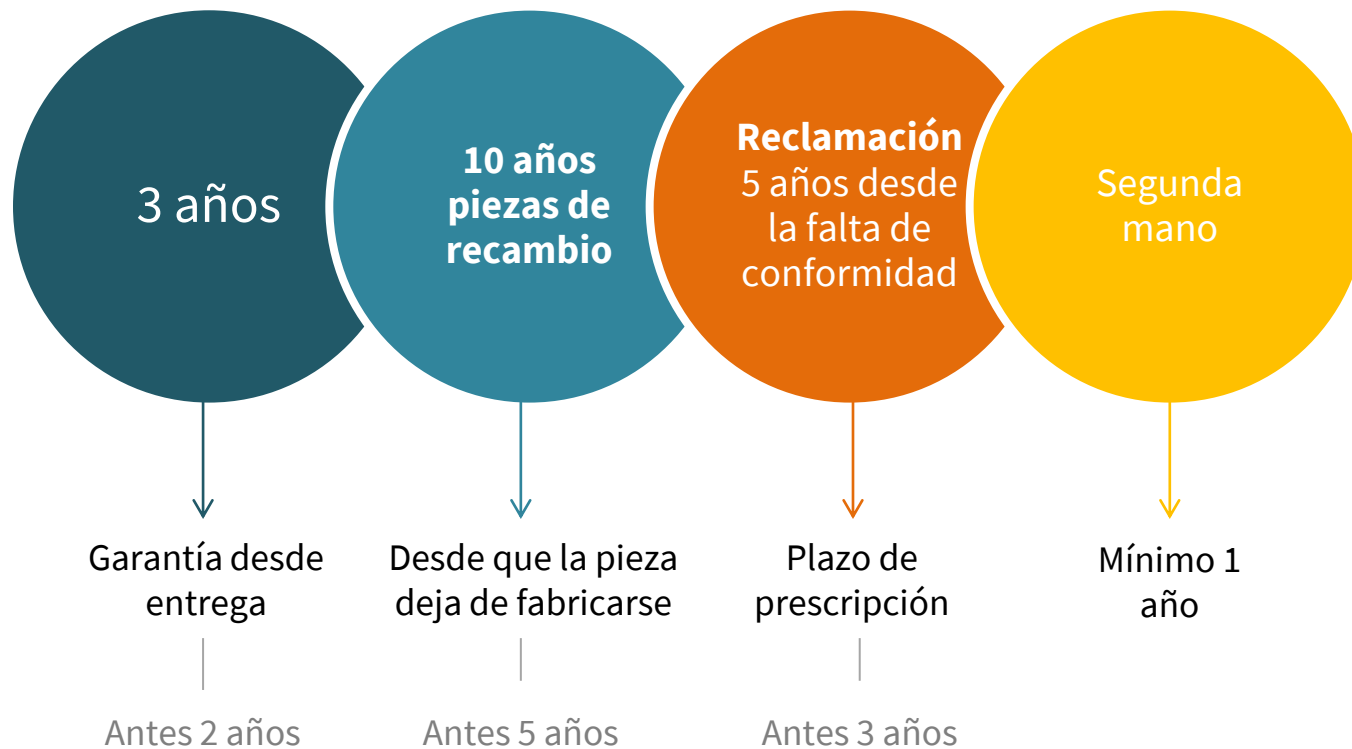 3 años
10 años
piezas de
recambio
Reclamación
5 años desde
la falta de
conformidad
Segunda
mano
Garantía desde
entrega
Desde que la pieza
deja de fabricarse
Plazo de
prescripción
Mínimo 1
año
Antes 2 años
Antes 5 años
Antes 3 años